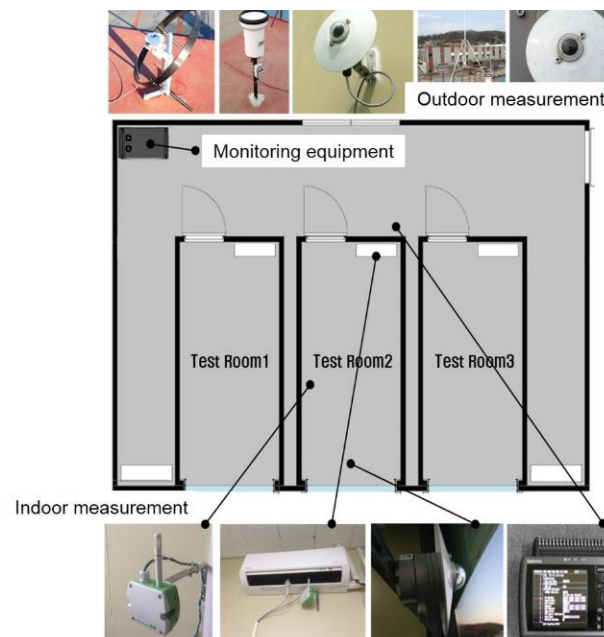 Outdoor measurement
Monitoring equipment
Test Room1
Test Room2
Test Room3
Indoor measurement